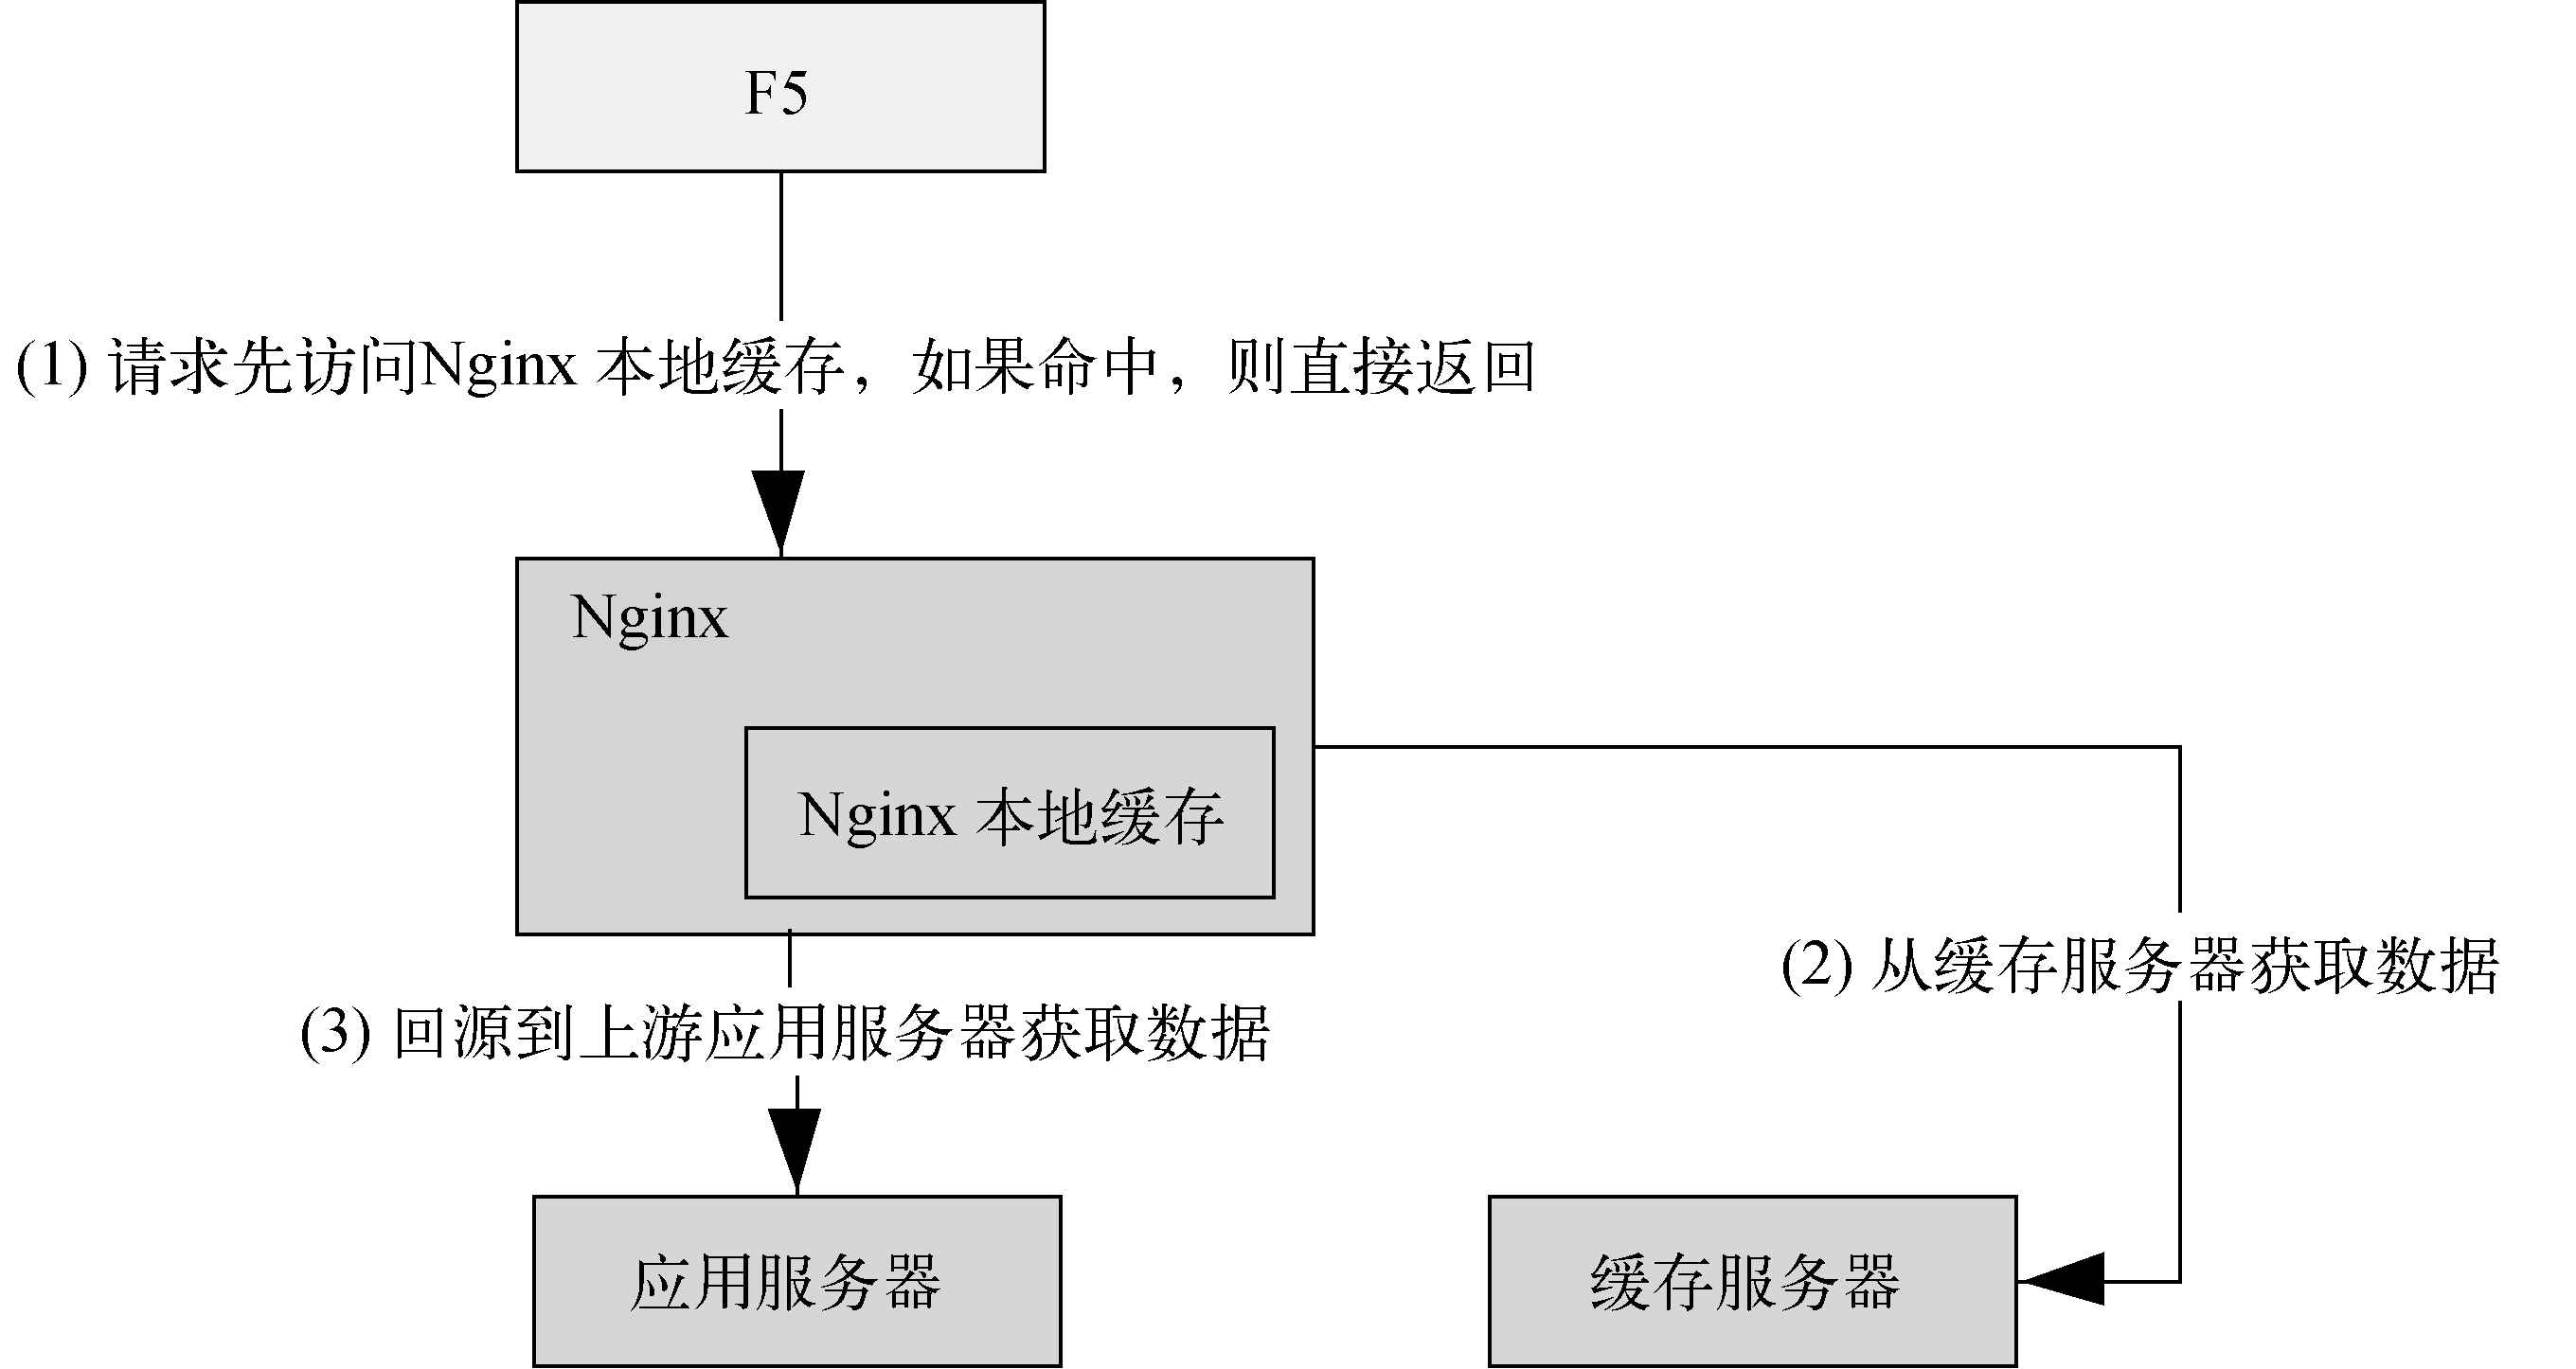 F5
(1) 请求先访问Nginx 本地缓存，如果命中，则直接返回
Nginx
Nginx 本地缓存
(2) 从缓存服务器获取数据
(3) 回源到上游应用服务器获取数据
应用服务器
缓存服务器